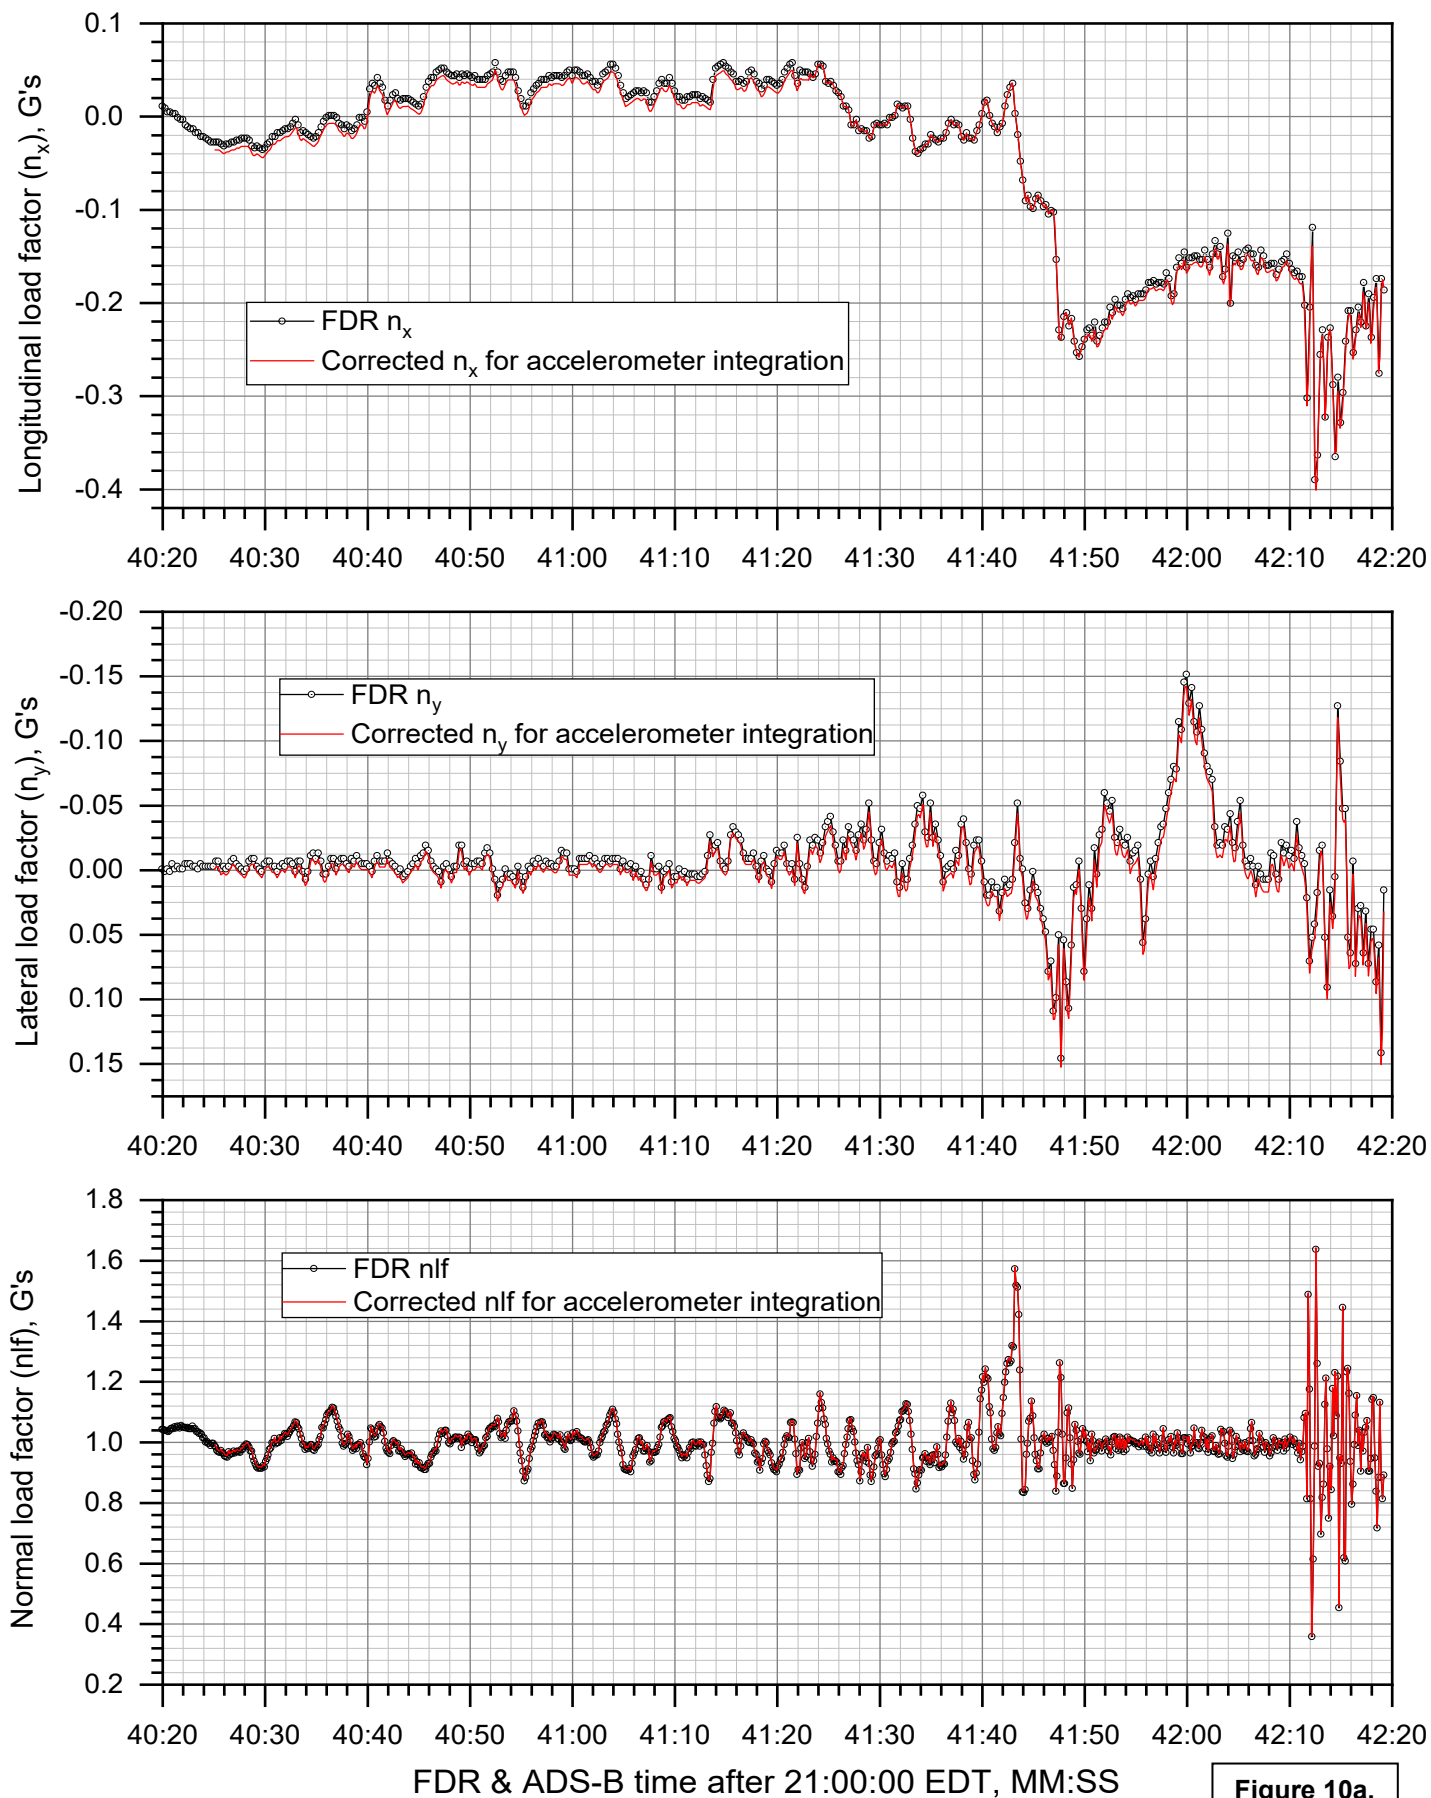 Longitudinal load factor (nx), G's
0.1
0.0
-0.1
-0.2
-0.3
-0.4
FDR nx
Corrected nx for accelerometer integration
40:20 40:30 40:40 40:50 41:00 41:10 41:20 41:30 41:40 41:50 42:00 42:10 42:20
Lateral load factor (ny), G's
-0.20
-0.15
-0.10
-0.05
0.00
0.05
0.10
0.15
FDR ny
Corrected ny for accelerometer integration
40:20 40:30 40:40 40:50 41:00 41:10 41:20 41:30 41:40 41:50 42:00 42:10 42:20
Normal load factor (nlf), G's
1.8
1.6
1.4
1.2
1.0
0.8
0.6
0.4
0.2
FDR nlf
Corrected nlf for accelerometer integration
40:20 40:30 40:40 40:50 41:00 41:10 41:20 41:30 41:40 41:50 42:00 42:10 42:20
FDR & ADS-B time after 21:00:00 EDT, MM:SS
Figure 10a.